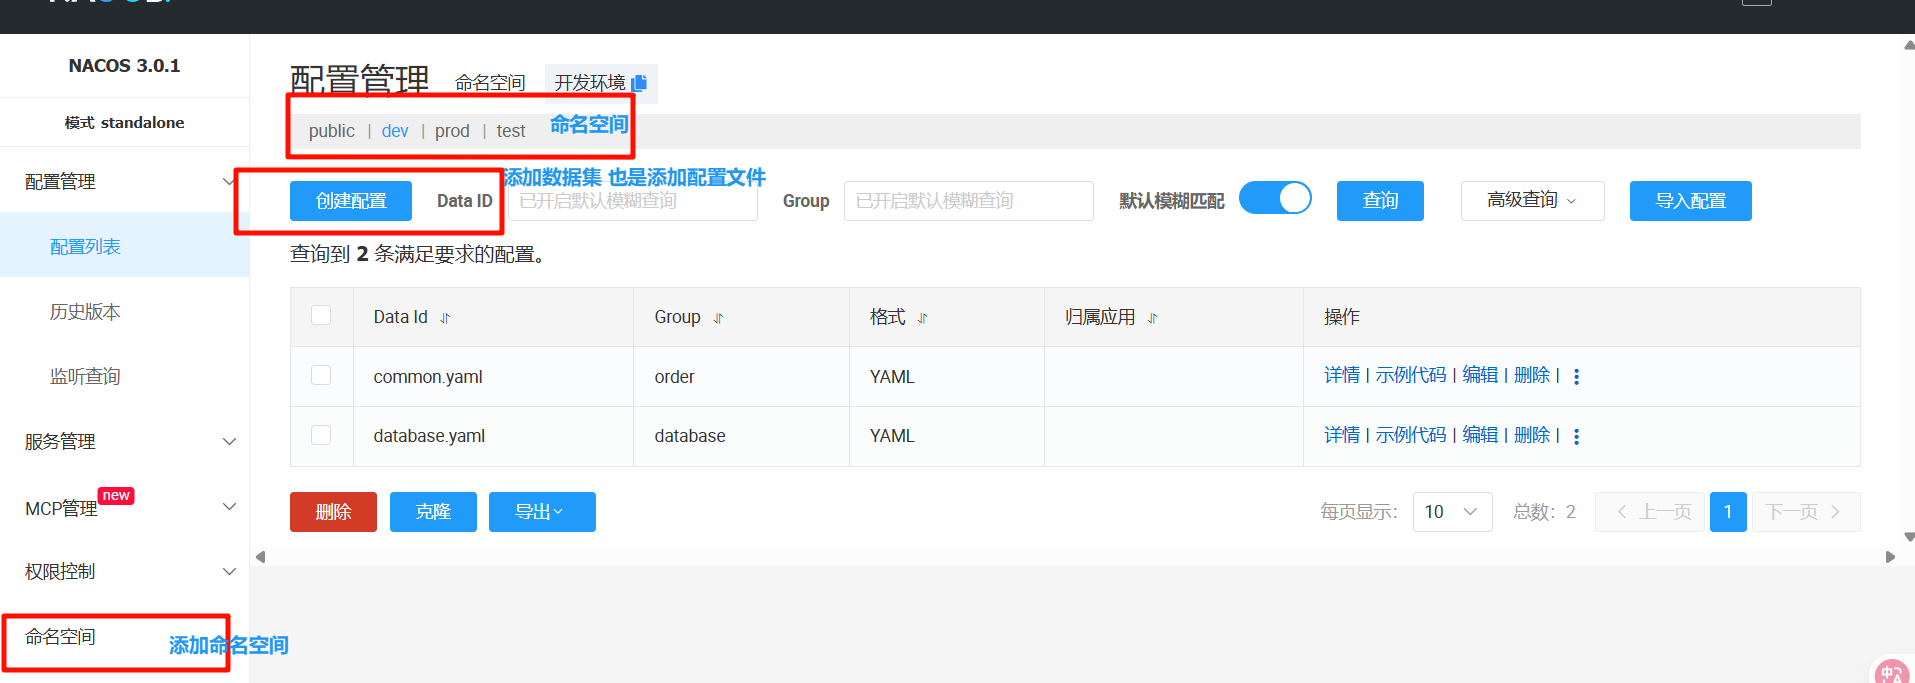 NACOS 3.0.1
模式 standalone
配置管理
配置列表
历史版本
监听查询
服务管理
MCP管理 new
权限控制
命名空间
添加命名空间
配置管理 命名空间 开发环境
public | dev | prod | test 命名空间
添加数据集 也是添加配置文件
创建配置 Data ID 已开启默认模糊查询 Group 已开启默认模糊查询 默认模糊匹配 查询 高级查询 导入配置
查询到 2 条满足要求的配置。
Data Id Group 格式 归属应用 操作
common.yaml order YAML 详情 | 示例代码 | 编辑 | 删除 |
database.yaml database YAML 详情 | 示例代码 | 编辑 | 删除 |
删除 克隆 导出 每页显示: 10 总数: 2 上一页 1 下一页